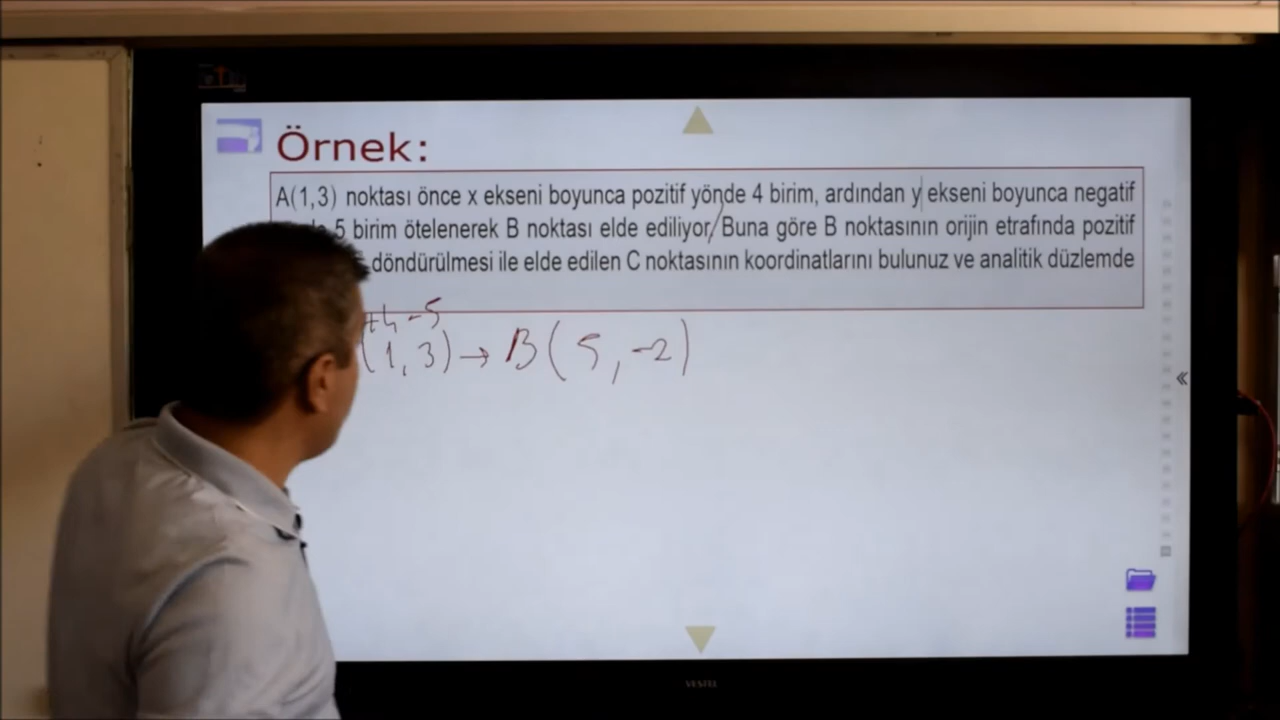 Örnek:
A(1,3) noktası önce x ekseni boyunca pozitif yönde 4 birim, ardından y ekseni boyunca negatif
5 birim ötelenerek B noktası elde ediliyor. Buna göre B noktasının orijin etrafında pozitif
döndürülmesi ile elde edilen C noktasının koordinatlarını bulunuz ve analitik düzlemde
+4 -5
(1, 3) → B(5, -2)
«
VESTEL